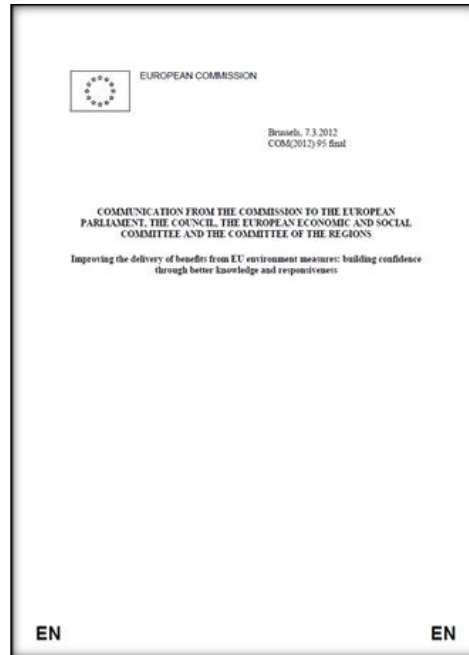 EUROPEAN COMMISSION
Brussels, 7.3.2012
COM(2012) 95 final
COMMUNICATION FROM THE COMMISSION TO THE EUROPEAN
PARLIAMENT, THE COUNCIL, THE EUROPEAN ECONOMIC AND SOCIAL
COMMITTEE AND THE COMMITTEE OF THE REGIONS
Improving the delivery of benefits from EU environment measures: building confidence
through better knowledge and responsiveness
EN EN